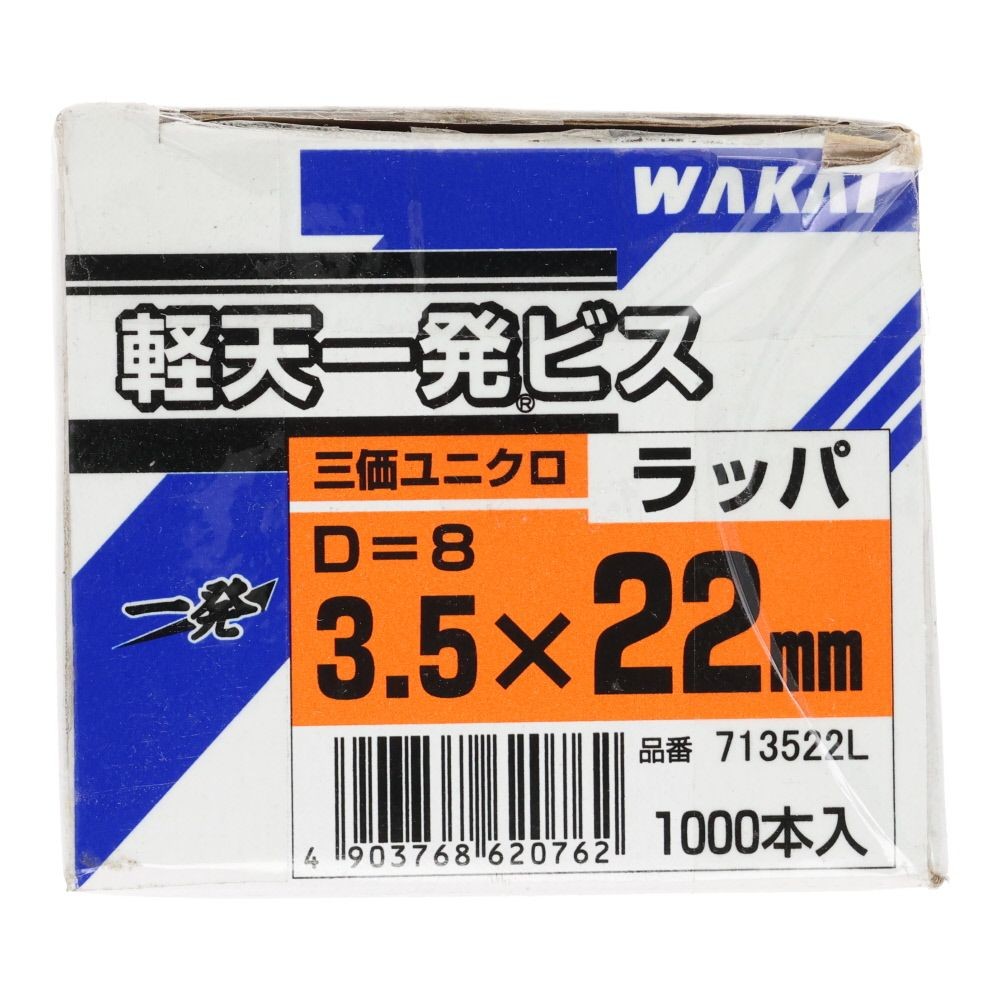 WAKAI
軽天一発ビス®
三価ユニクロ
ラッパ
D=8
3.5×22mm
一発
品番 713522L
4 903768 620762
1000本入